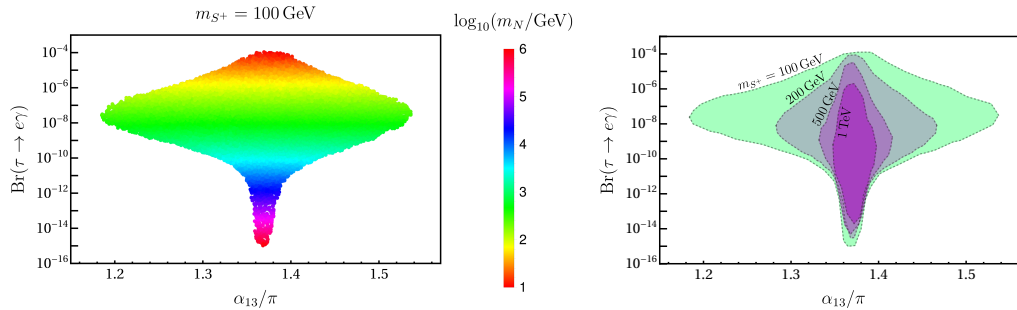 m_{S^+} = 100 GeV
Br(τ → eγ)
10^{-4}
10^{-6}
10^{-8}
10^{-10}
10^{-12}
10^{-14}
10^{-16}
1.2 1.3 1.4 1.5
α_{13}/π
log_{10}(m_N/GeV)
6
5
4
3
2
1
Br(τ → eγ)
10^{-4}
10^{-6}
10^{-8}
10^{-10}
10^{-12}
10^{-14}
10^{-16}
m_{S^+} = 100 GeV
200 GeV
500 GeV
1 TeV
1.2 1.3 1.4 1.5
α_{13}/π